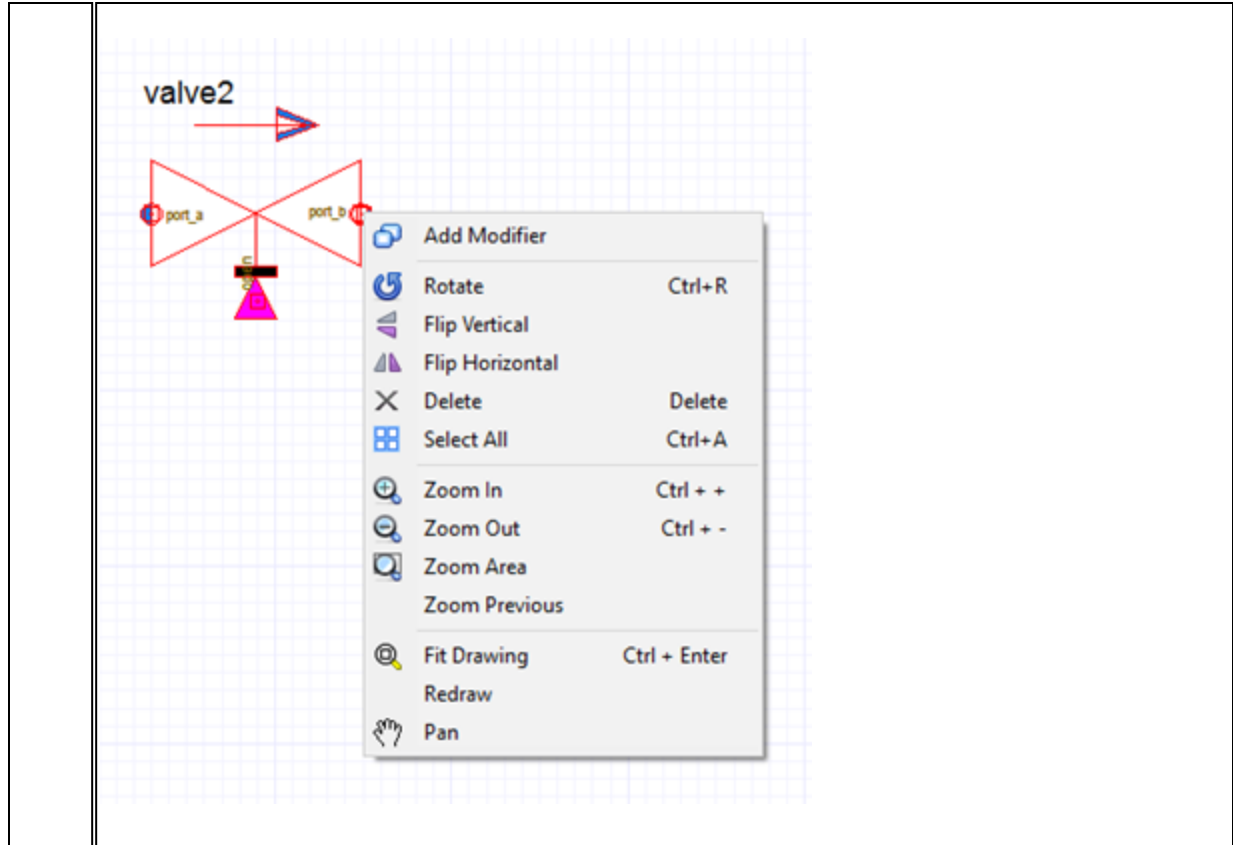 valve2
port_a
port_b
open
Add Modifier
Rotate Ctrl+R
Flip Vertical
Flip Horizontal
Delete Delete
Select All Ctrl+A
Zoom In Ctrl + +
Zoom Out Ctrl + -
Zoom Area
Zoom Previous
Fit Drawing Ctrl + Enter
Redraw
Pan